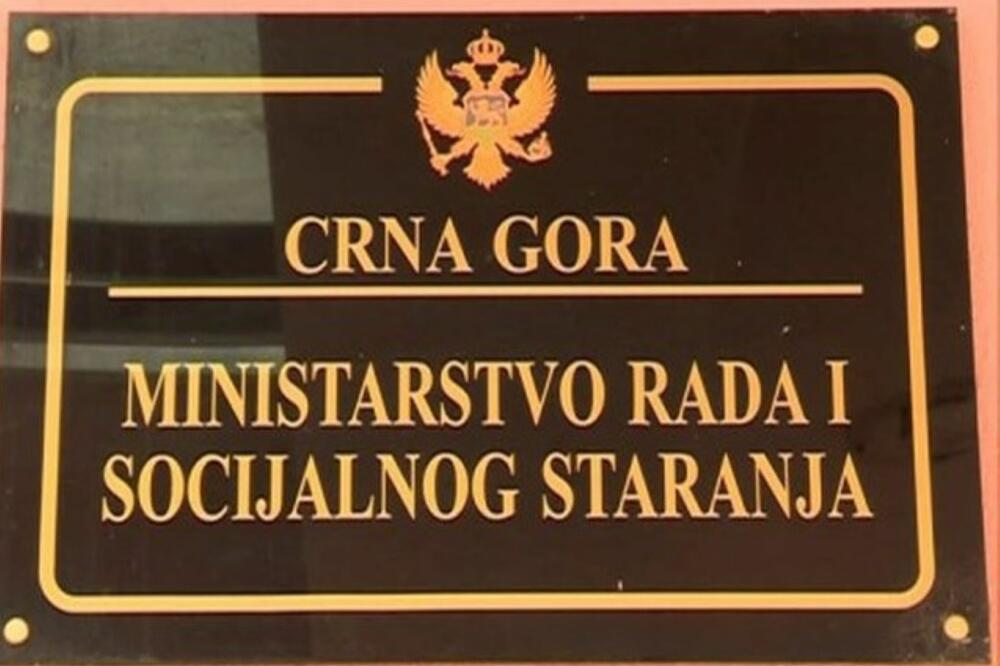 CRNA GORA
MINISTARSTVO RADA I
SOCIJALNOG STARANJA